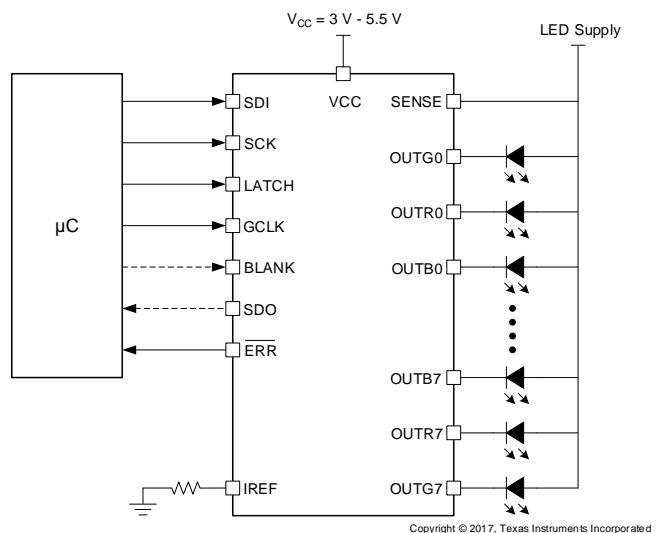 V_CC = 3 V - 5.5 V
LED Supply
VCC
SENSE
SDI
SCK
LATCH
GCLK
BLANK
SDO
ERR
IREF
µC
OUTG0
OUTR0
OUTB0
OUTB7
OUTR7
OUTG7
Copyright © 2017, Texas Instruments Incorporated